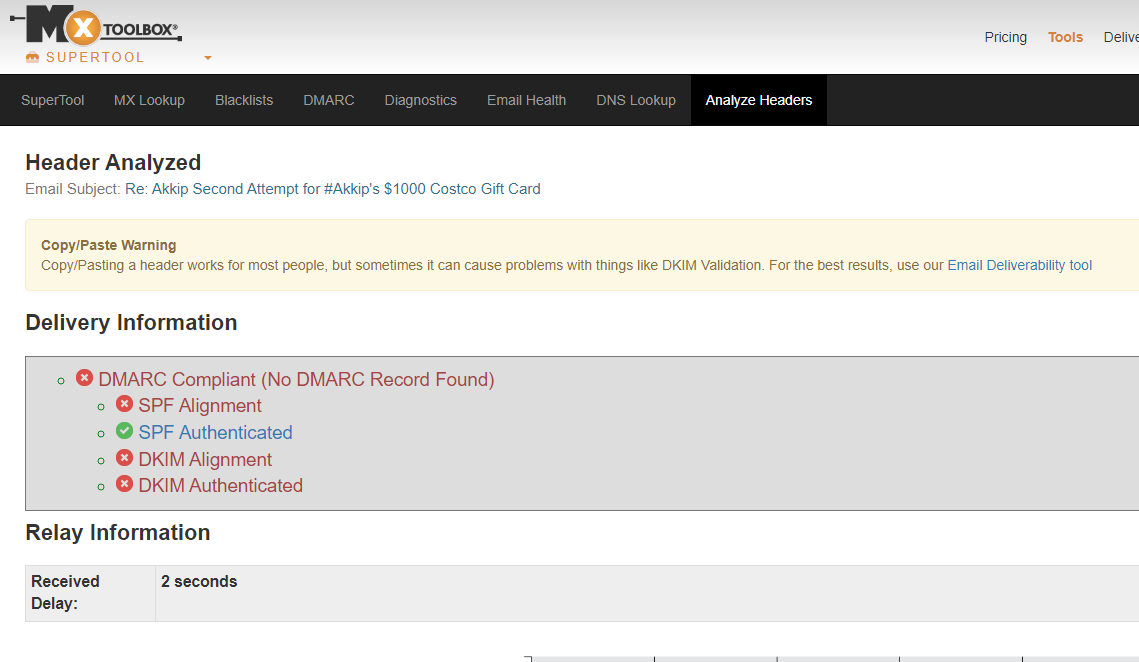 MX TOOLBOX®
SUPERTOOL
Pricing Tools Delive
SuperTool MX Lookup Blacklists DMARC Diagnostics Email Health DNS Lookup Analyze Headers
Header Analyzed
Email Subject: Re: Akkip Second Attempt for #Akkip's $1000 Costco Gift Card
Copy/Paste Warning
Copy/Pasting a header works for most people, but sometimes it can cause problems with things like DKIM Validation. For the best results, use our Email Deliverability tool
Delivery Information
DMARC Compliant (No DMARC Record Found)
SPF Alignment
SPF Authenticated
DKIM Alignment
DKIM Authenticated
Relay Information
Received 2 seconds
Delay: